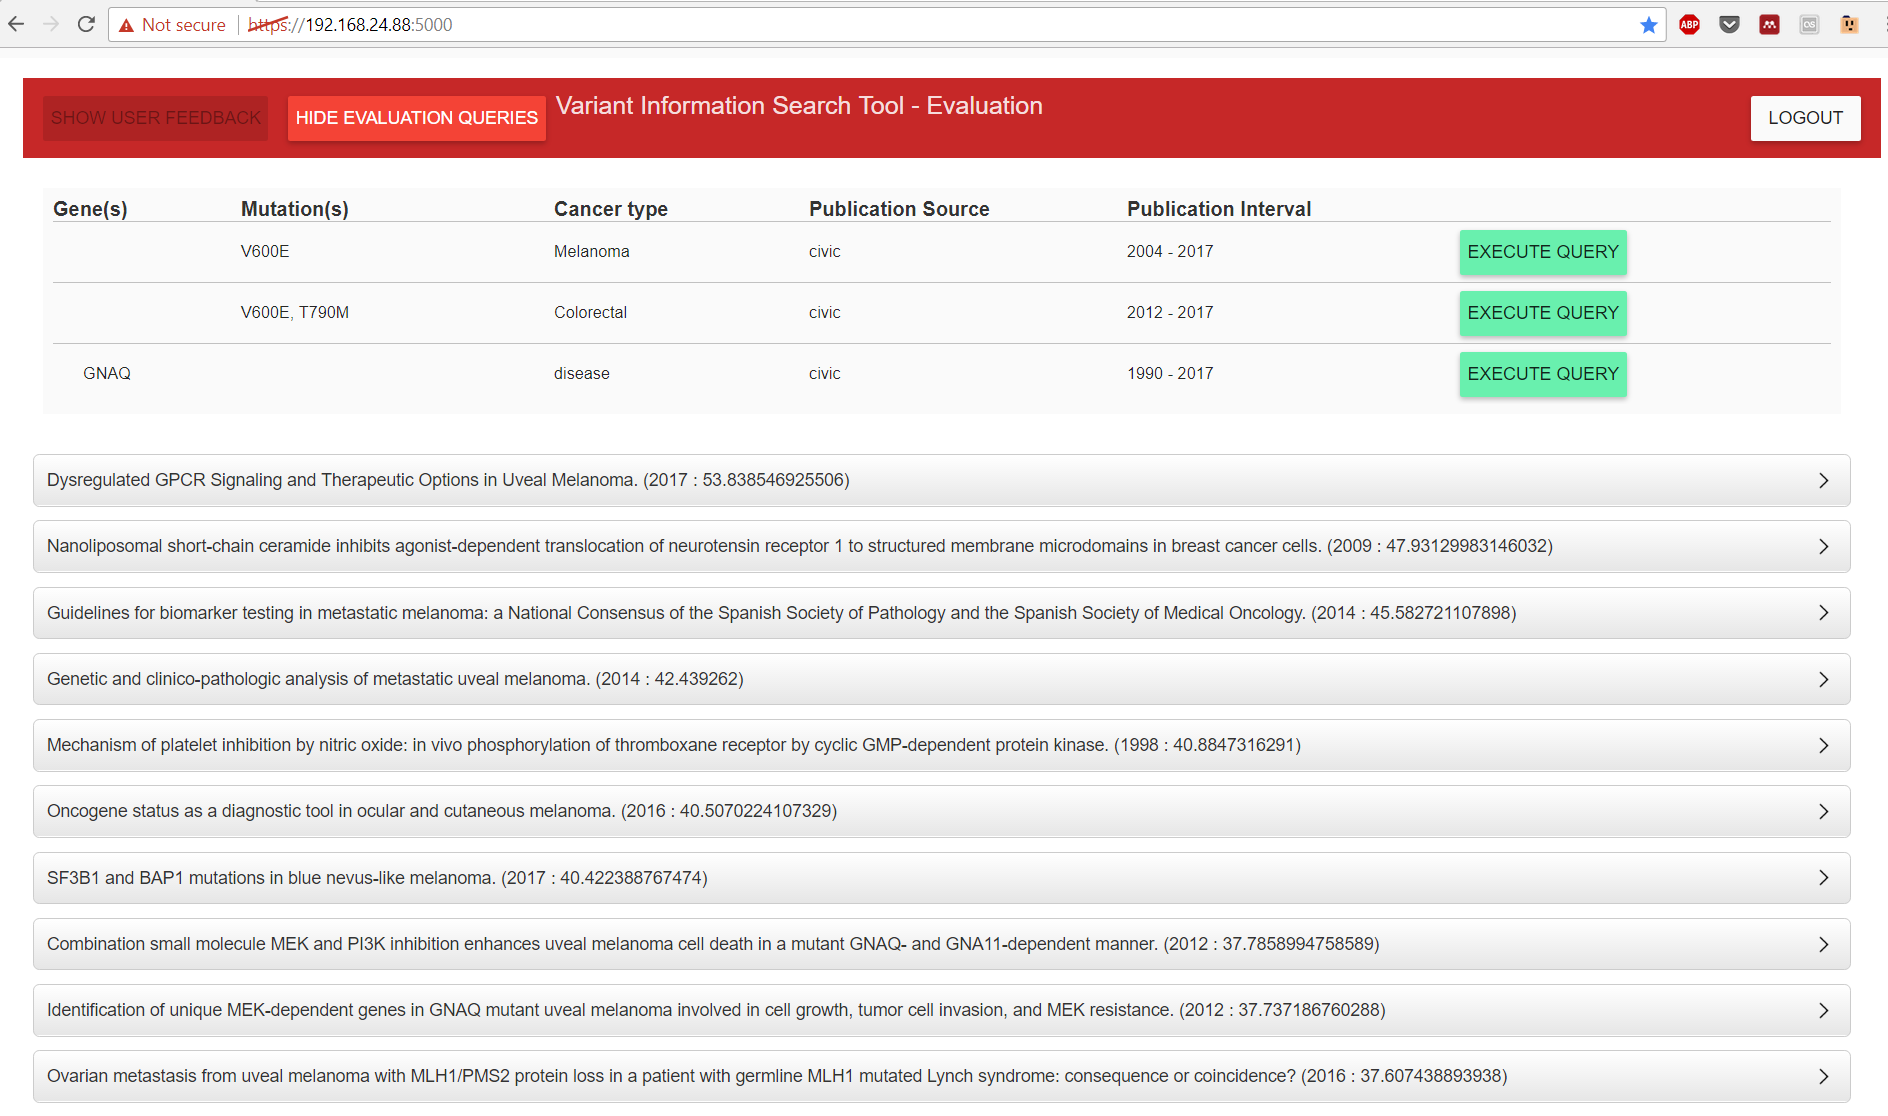 Not secure https://192.168.24.88:5000 ABP
SHOW USER FEEDBACK HIDE EVALUATION QUERIES Variant Information Search Tool - Evaluation LOGOUT
Gene(s) Mutation(s) Cancer type Publication Source Publication Interval
V600E Melanoma civic 2004 - 2017 EXECUTE QUERY
V600E, T790M Colorectal civic 2012 - 2017 EXECUTE QUERY
GNAQ disease civic 1990 - 2017 EXECUTE QUERY
Dysregulated GPCR Signaling and Therapeutic Options in Uveal Melanoma. (2017 : 53.838546925506)
Nanoliposomal short-chain ceramide inhibits agonist-dependent translocation of neurotensin receptor 1 to structured membrane microdomains in breast cancer cells. (2009 : 47.93129983146032)
Guidelines for biomarker testing in metastatic melanoma: a National Consensus of the Spanish Society of Pathology and the Spanish Society of Medical Oncology. (2014 : 45.582721107898)
Genetic and clinico-pathologic analysis of metastatic uveal melanoma. (2014 : 42.439262)
Mechanism of platelet inhibition by nitric oxide: in vivo phosphorylation of thromboxane receptor by cyclic GMP-dependent protein kinase. (1998 : 40.8847316291)
Oncogene status as a diagnostic tool in ocular and cutaneous melanoma. (2016 : 40.5070224107329)
SF3B1 and BAP1 mutations in blue nevus-like melanoma. (2017 : 40.422388767474)
Combination small molecule MEK and PI3K inhibition enhances uveal melanoma cell death in a mutant GNAQ- and GNA11-dependent manner. (2012 : 37.7858994758589)
Identification of unique MEK-dependent genes in GNAQ mutant uveal melanoma involved in cell growth, tumor cell invasion, and MEK resistance. (2012 : 37.737186760288)
Ovarian metastasis from uveal melanoma with MLH1/PMS2 protein loss in a patient with germline MLH1 mutated Lynch syndrome: consequence or coincidence? (2016 : 37.607438893938)